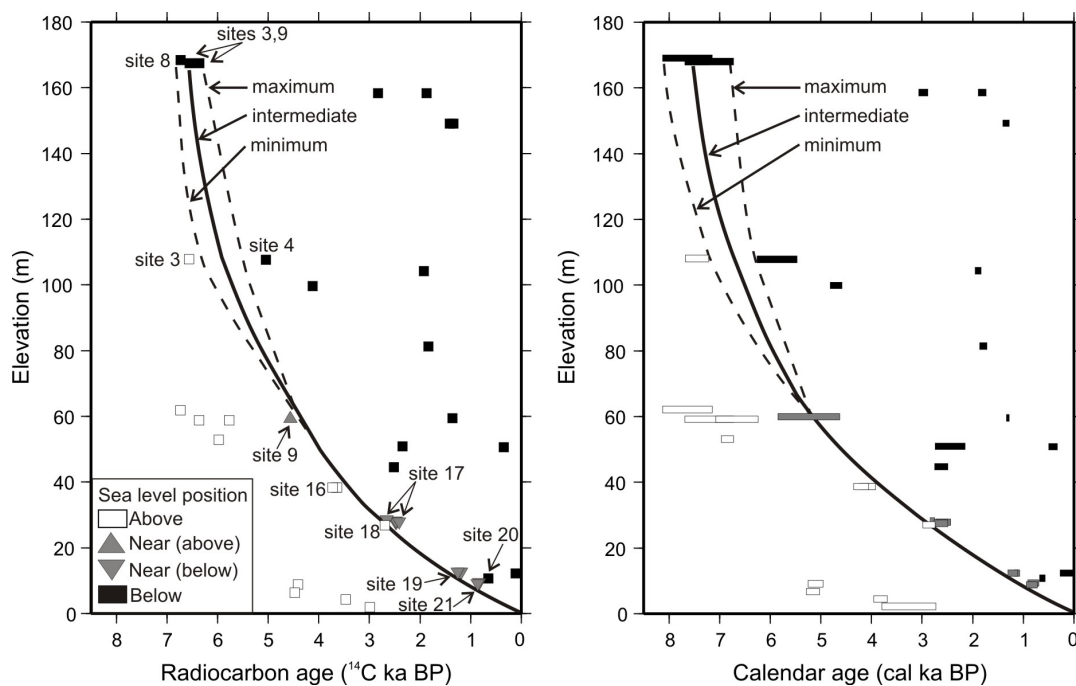 180
160
140
120
100
80
60
40
20
0
Elevation (m)
sites 3,9
site 8
maximum
intermediate
minimum
site 4
site 3
site 9
site 17
site 16
site 18
site 20
site 19
site 21
Sea level position
Above
Near (above)
Near (below)
Below
8 7 6 5 4 3 2 1 0
Radiocarbon age (¹⁴C ka BP)
180
160
140
120
100
80
60
40
20
0
Elevation (m)
maximum
intermediate
minimum
8 7 6 5 4 3 2 1 0
Calendar age (cal ka BP)